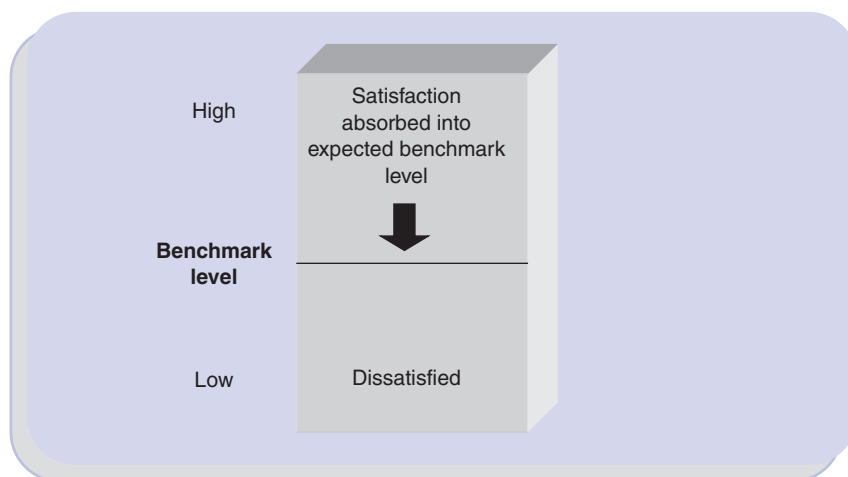 High
Satisfaction
absorbed into
expected benchmark
level
Benchmark
level
Low
Dissatisfied